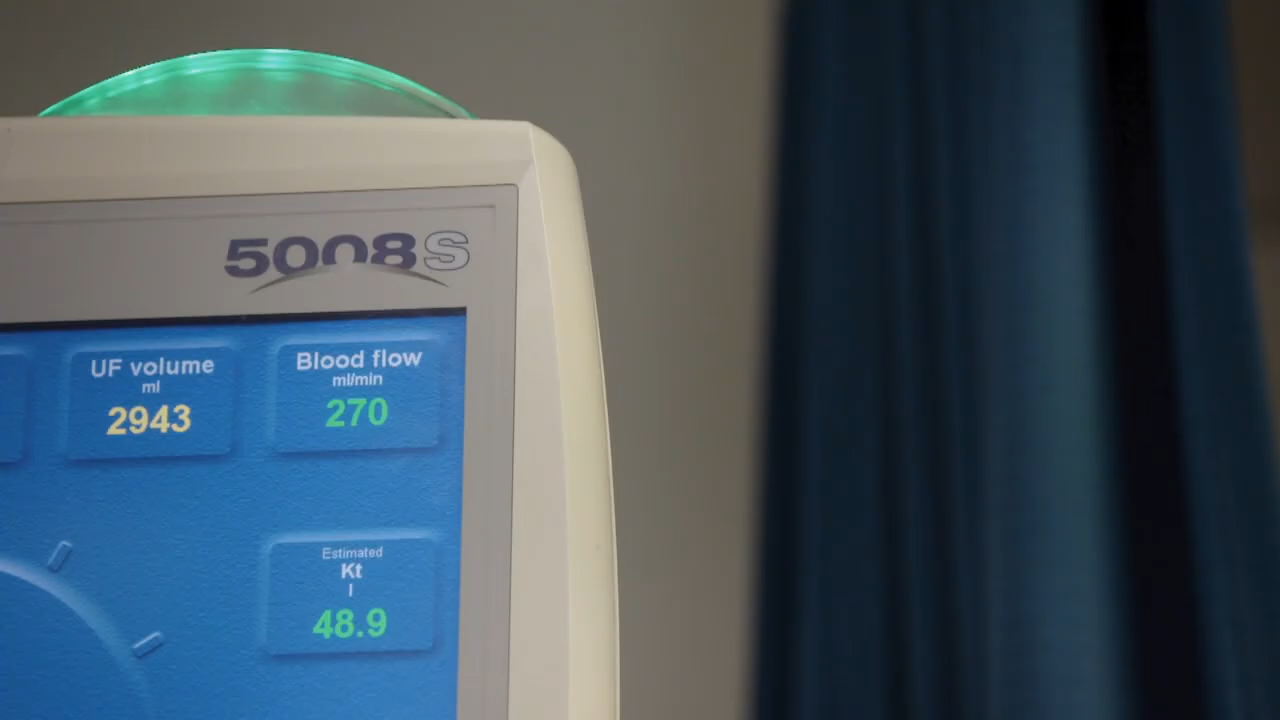 5008S
UF volume
ml
2943
Blood flow
ml/min
270
Estimated
Kt
l
48.9